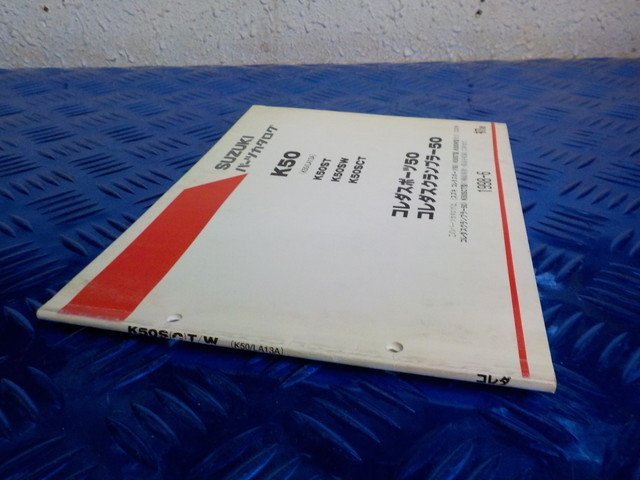 SUZUKI
パーツカタログ
K50
K50ST
K50SW
K50SCT
コレダスポーツ50
コレダスクランブラー50
1998-6
K50S(C)T/W (K50/LA13A) コレダ